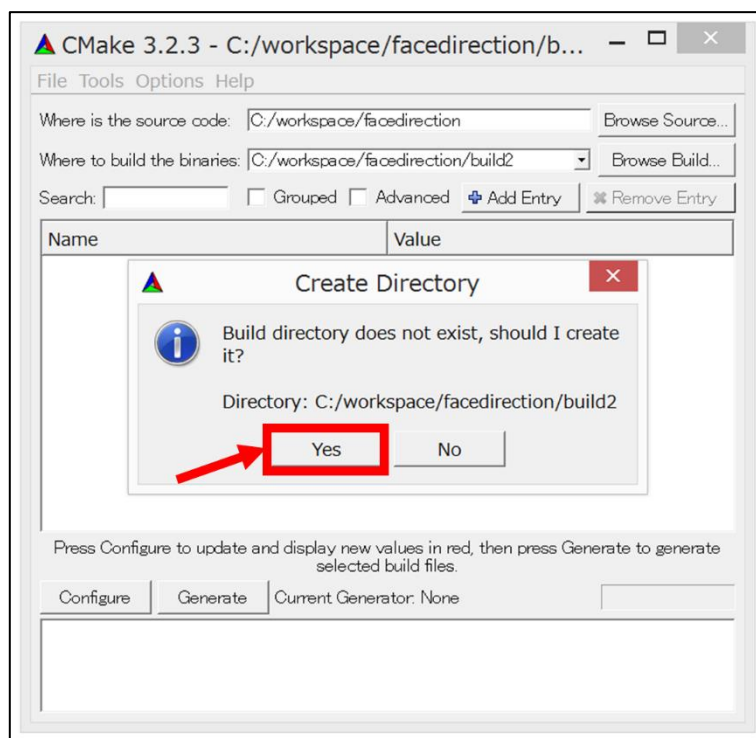 CMake 3.2.3 - C:/workspace/facedirection/b...
File Tools Options Help
Where is the source code: C:/workspace/facedirection Browse Source...
Where to build the binaries: C:/workspace/facedirection/build2 Browse Build...
Search: Grouped Advanced Add Entry Remove Entry
Name Value
Create Directory
Build directory does not exist, should I create
it?
Directory: C:/workspace/facedirection/build2
Yes No
Press Configure to update and display new values in red, then press Generate to generate
selected build files.
Configure Generate Current Generator: None